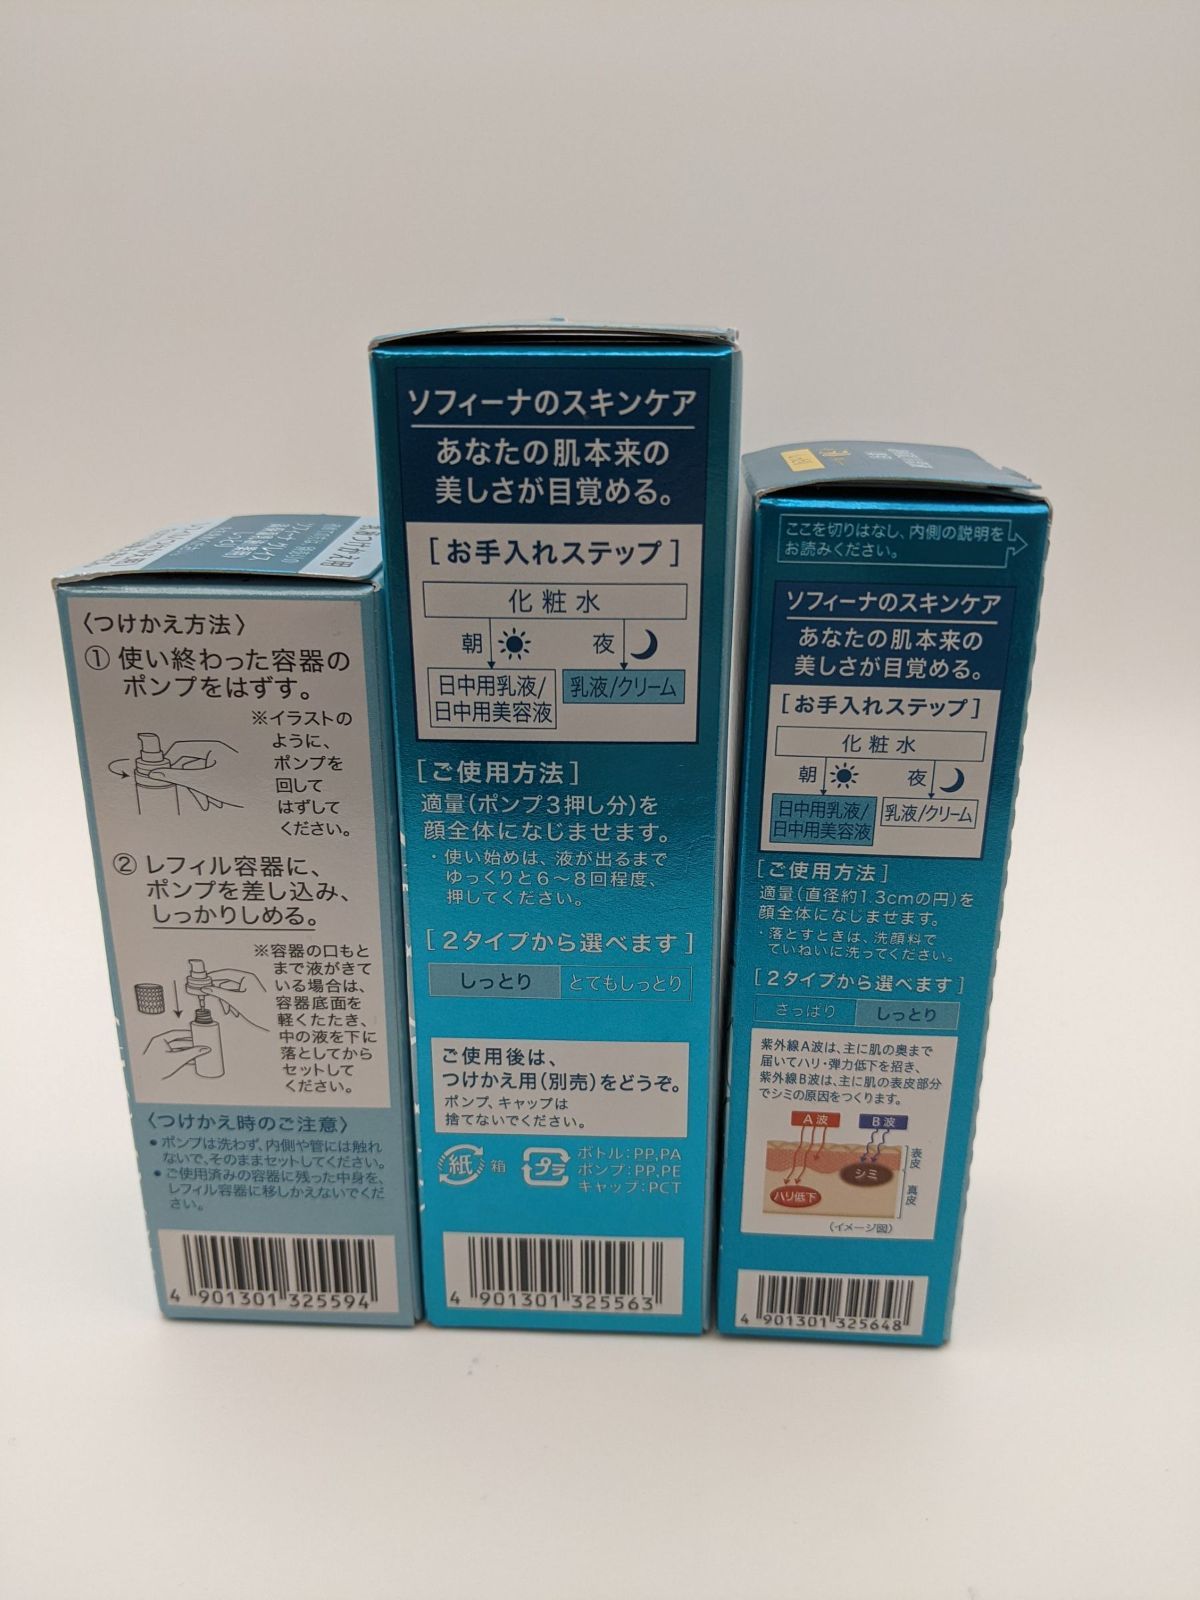 つけかえ用
〈つけかえ方法〉
① 使い終わった容器の
ポンプをはずす。
※イラストの
ように、
ポンプを
回して
はずして
ください。
② レフィル容器に、
ポンプを差し込み、
しっかりしめる。
※容器の口もと
まで液がきて
いる場合は、
容器底面を
軽くたたき、
中の液を下に
落としてから
セットして
ください。
〈つけかえ時のご注意〉
●ポンプは洗わず、内側や管には触れ
ないで、そのままセットしてください。
●ご使用済みの容器に残った中身を、
レフィル容器に移しかえないでくだ
さい。
4 901301 325594
ソフィーナのスキンケア
あなたの肌本来の
美しさが目覚める。
[お手入れステップ]
化粧水
朝 夜
日中用乳液/
日中用美容液
乳液/クリーム
[ご使用方法]
適量(ポンプ3押し分)を
顔全体になじませます。
・使い始めは、液が出るまで
ゆっくりと6〜8回程度、
押してください。
[2タイプから選べます]
しっとり とてもしっとり
ご使用後は、
つけかえ用(別売)をどうぞ。
ポンプ、キャップは
捨てないでください。
紙 箱
プラ
ボトル:PP,PA
ポンプ:PP,PE
キャップ:PCT
4 901301 325563
ここを切りはなし、内側の説明を
お読みください。
ソフィーナのスキンケア
あなたの肌本来の
美しさが目覚める。
[お手入れステップ]
化粧水
朝 夜
日中用乳液/
日中用美容液
乳液/クリーム
[ご使用方法]
適量(直径約1.3cmの円)を
顔全体になじませます。
・落とすときは、洗顔料で
ていねいに洗ってください。
[2タイプから選べます]
さっぱり しっとり
紫外線A波は、主に肌の奥まで
届いてハリ・弾力低下を招き、
紫外線B波は、主に肌の表皮部分
でシミの原因をつくります。
A波 B波
シミ
ハリ低下
表皮
真皮
(イメージ図)
4 901301 325648